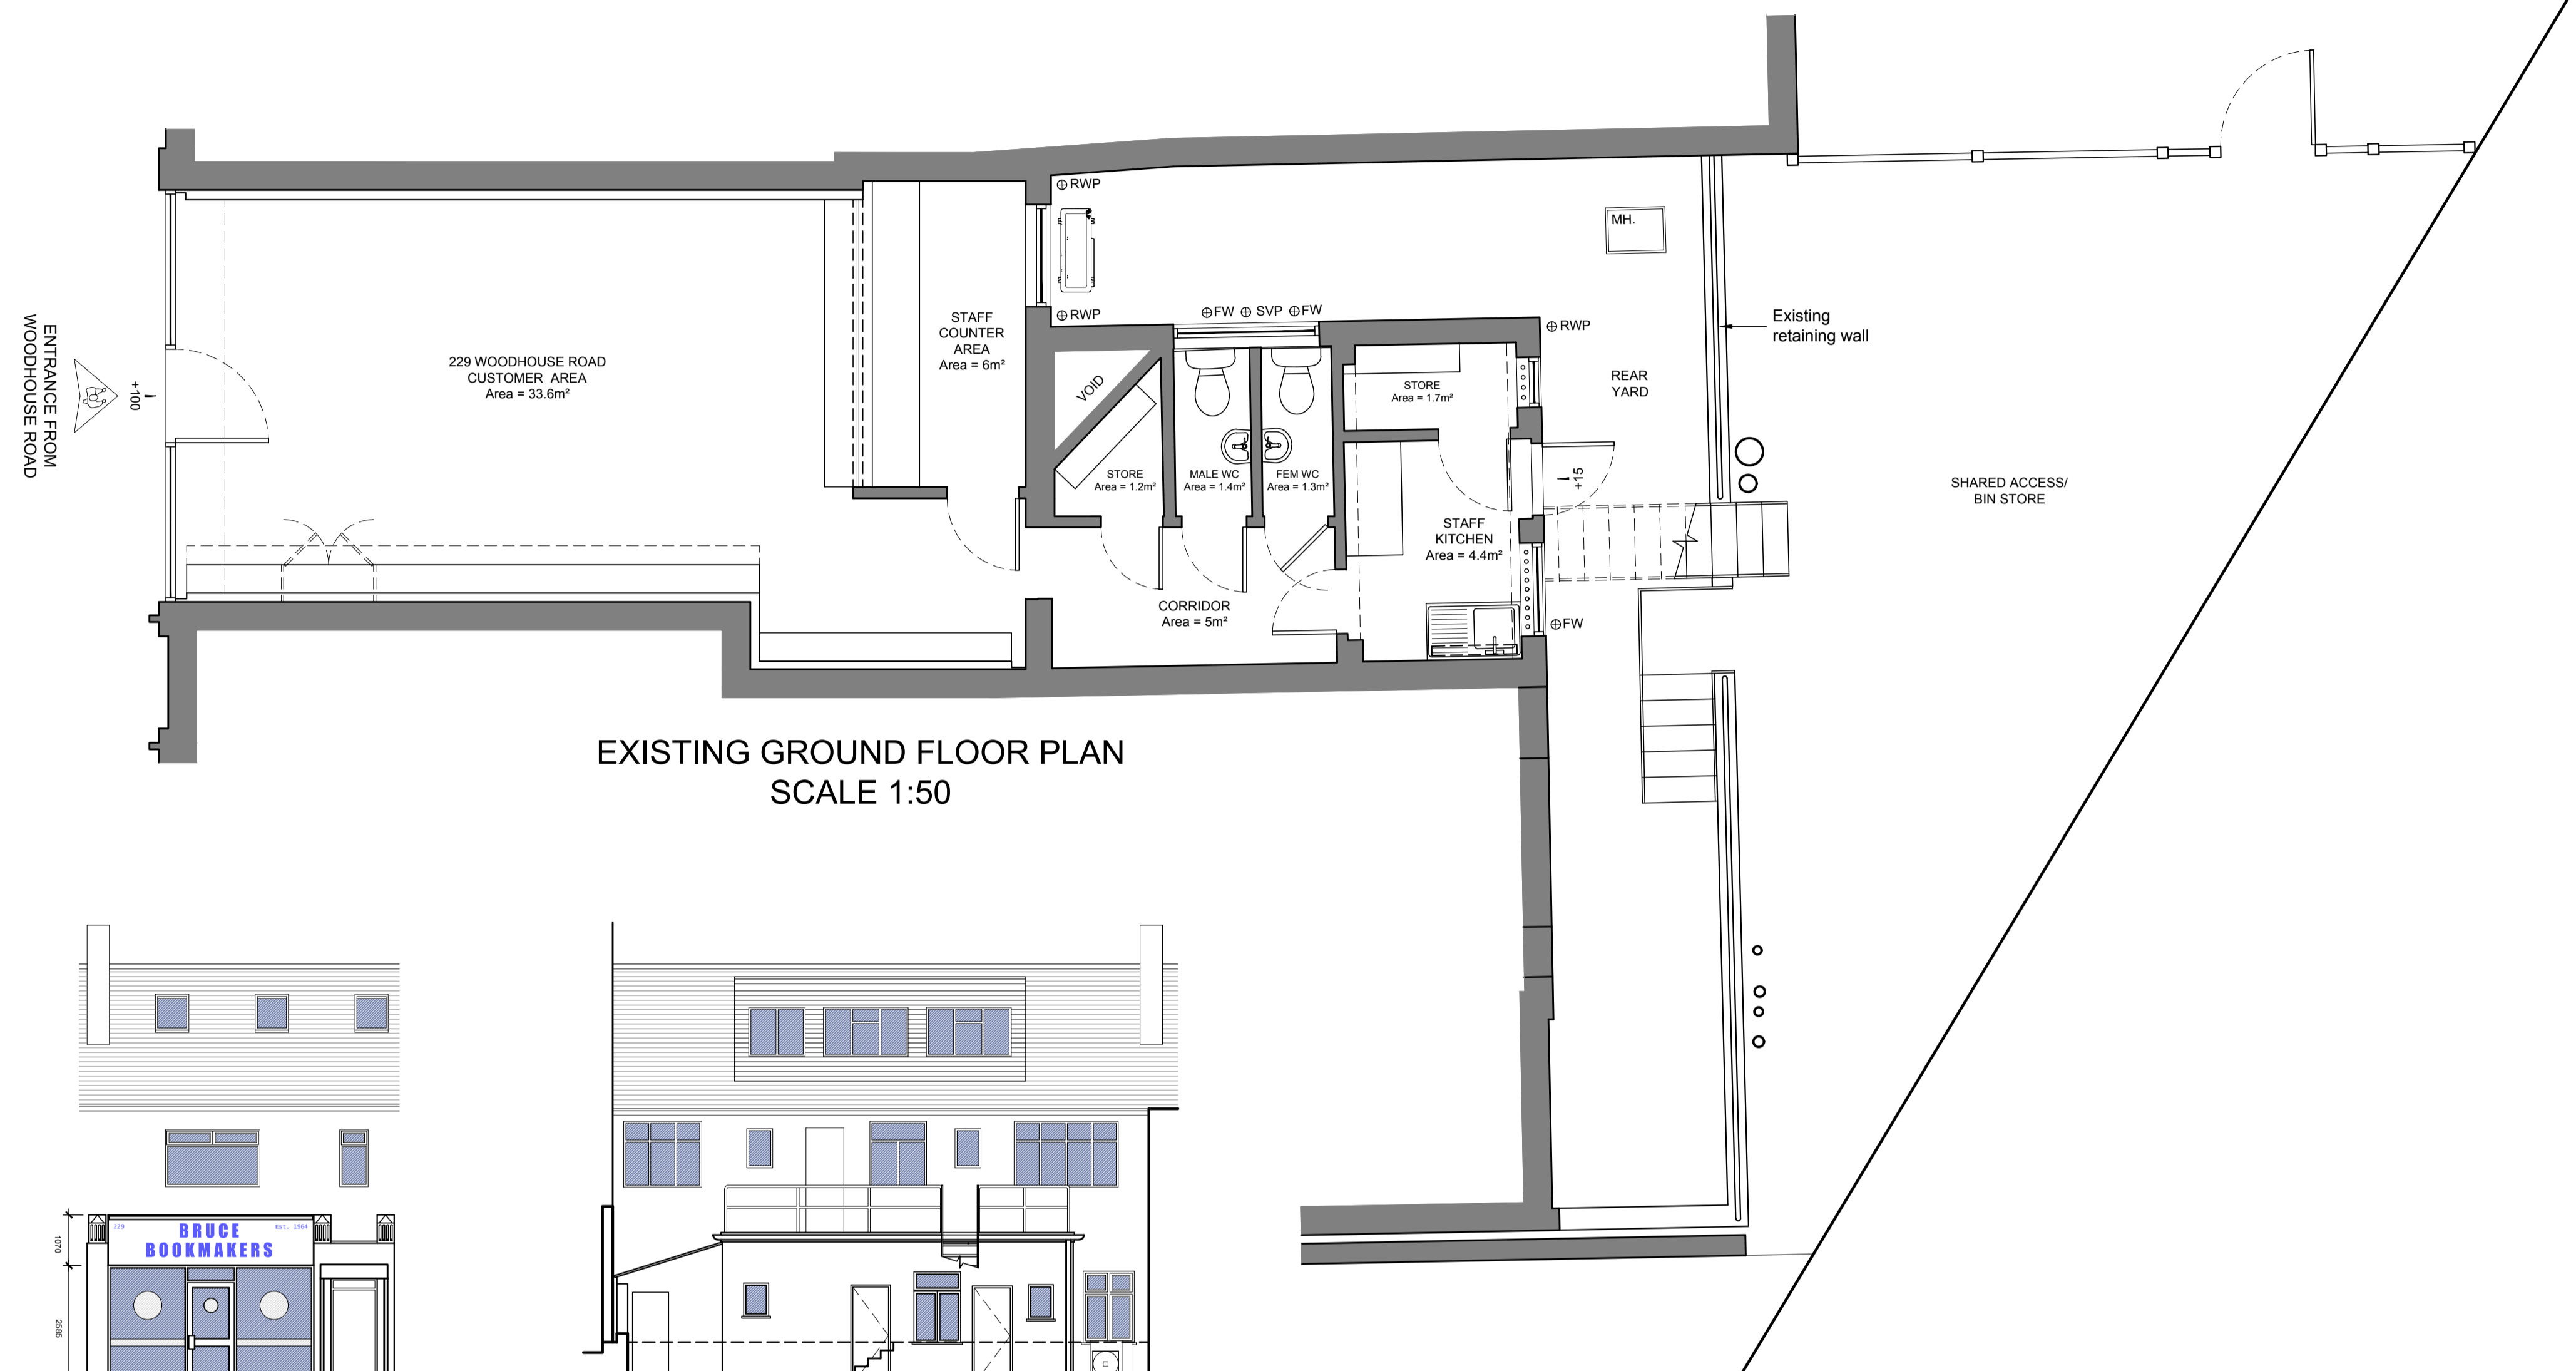 RWP
MH.
STAFF
COUNTER
AREA
Area = 6m²
RWP
FW SVP FW
RWP
Existing
retaining wall
ENTRANCE FROM
WOODHOUSE ROAD
+100
229 WOODHOUSE ROAD
CUSTOMER AREA
Area = 33.6m²
VOID
STORE
Area = 1.7m²
REAR
YARD
STORE
Area = 1.2m²
MALE WC
Area = 1.4m²
FEM WC
Area = 1.3m²
+15
SHARED ACCESS/
BIN STORE
STAFF
KITCHEN
Area = 4.4m²
CORRIDOR
Area = 5m²
FW
EXISTING GROUND FLOOR PLAN
SCALE 1:50
229
BRUCE
BOOKMAKERS
Est. 1964
1070
2585